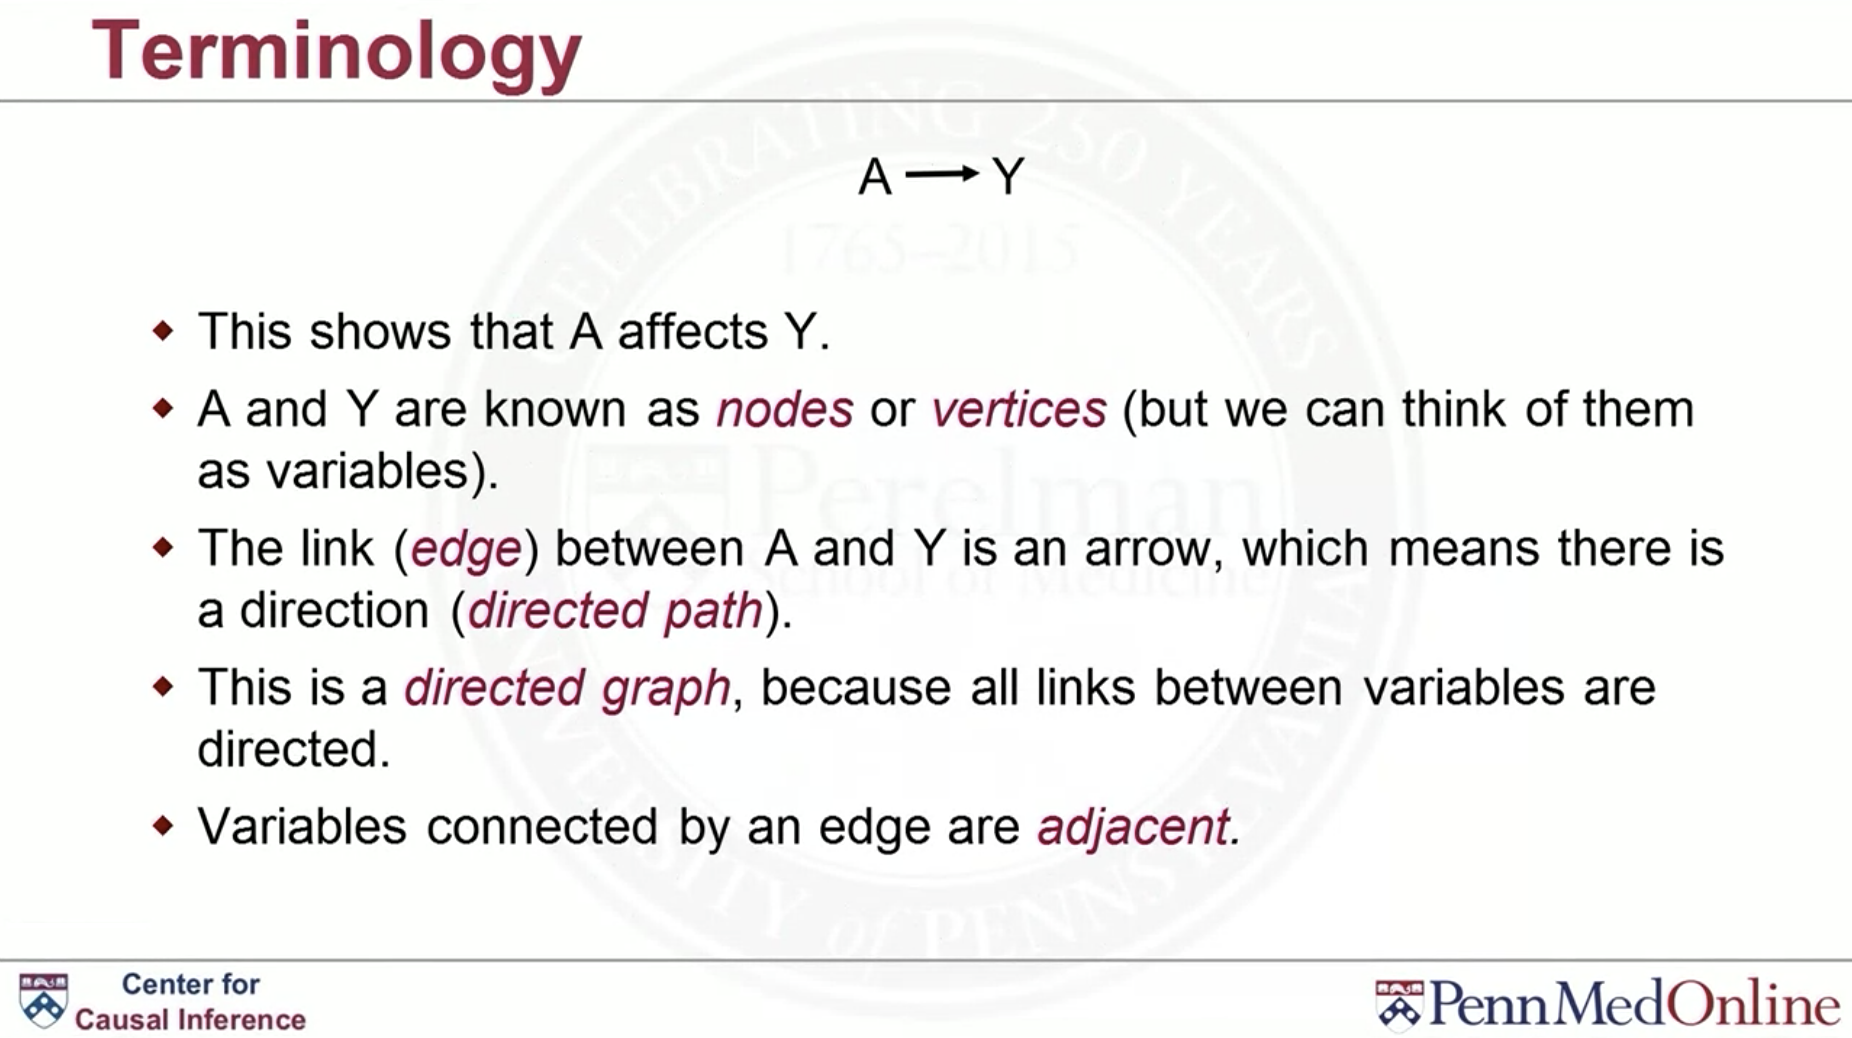 Terminology
A → Y
◆ This shows that A affects Y.
◆ A and Y are known as nodes or vertices (but we can think of them
as variables).
◆ The link (edge) between A and Y is an arrow, which means there is
a direction (directed path).
◆ This is a directed graph, because all links between variables are
directed.
◆ Variables connected by an edge are adjacent.
CELEBRATING 250 YEARS
1765–2015
Perelman
School of Medicine
UNIVERSITY of PENNSYLVANIA
Center for
Causal Inference
PennMedOnline